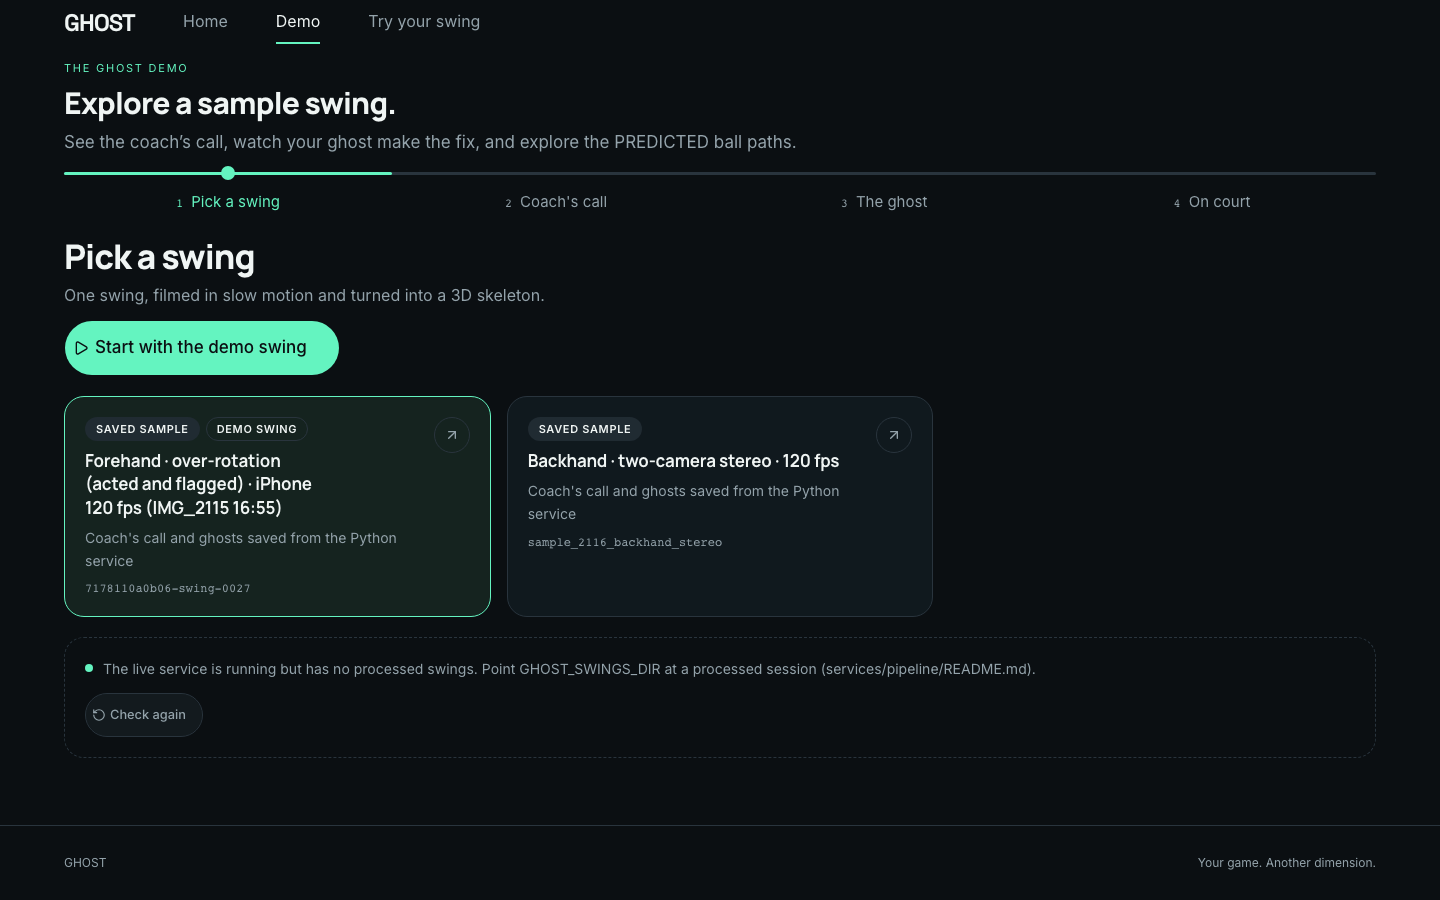 GHOST
Home
Demo
Try your swing
THE GHOST DEMO
Explore a sample swing.
See the coach’s call, watch your ghost make the fix, and explore the PREDICTED ball paths.
1 Pick a swing
2 Coach's call
3 The ghost
4 On court
Pick a swing
One swing, filmed in slow motion and turned into a 3D skeleton.
Start with the demo swing
SAVED SAMPLE
DEMO SWING
Forehand · over-rotation
(acted and flagged) · iPhone
120 fps (IMG_2115 16:55)
Coach's call and ghosts saved from the Python
service
7178110a0b06-swing-0027
SAVED SAMPLE
Backhand · two-camera stereo · 120 fps
Coach's call and ghosts saved from the Python
service
sample_2116_backhand_stereo
The live service is running but has no processed swings. Point GHOST_SWINGS_DIR at a processed session (services/pipeline/README.md).
Check again
GHOST
Your game. Another dimension.